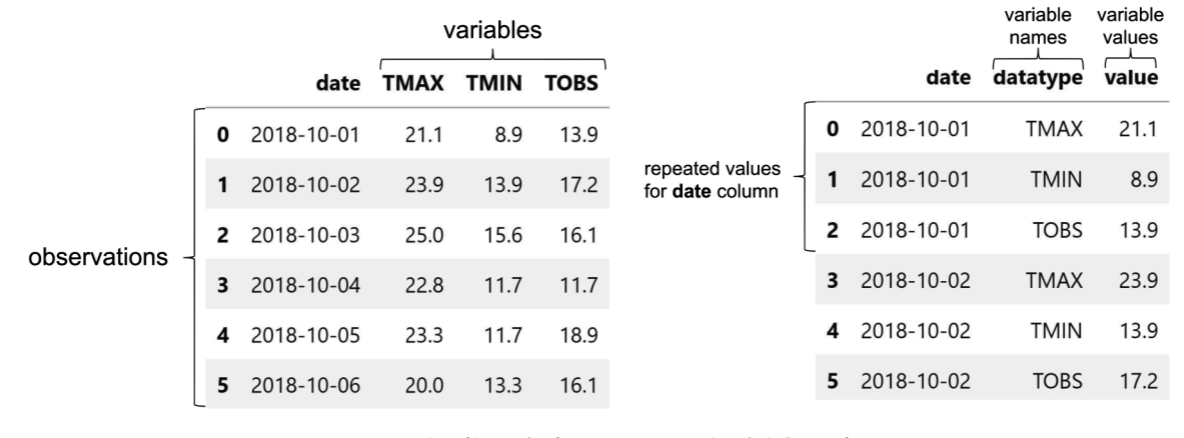 variables
date TMAX TMIN TOBS
observations
0 2018-10-01 21.1 8.9 13.9
1 2018-10-02 23.9 13.9 17.2
2 2018-10-03 25.0 15.6 16.1
3 2018-10-04 22.8 11.7 11.7
4 2018-10-05 23.3 11.7 18.9
5 2018-10-06 20.0 13.3 16.1
variable names
variable values
date datatype value
repeated values
for date column
0 2018-10-01 TMAX 21.1
1 2018-10-01 TMIN 8.9
2 2018-10-01 TOBS 13.9
3 2018-10-02 TMAX 23.9
4 2018-10-02 TMIN 13.9
5 2018-10-02 TOBS 17.2